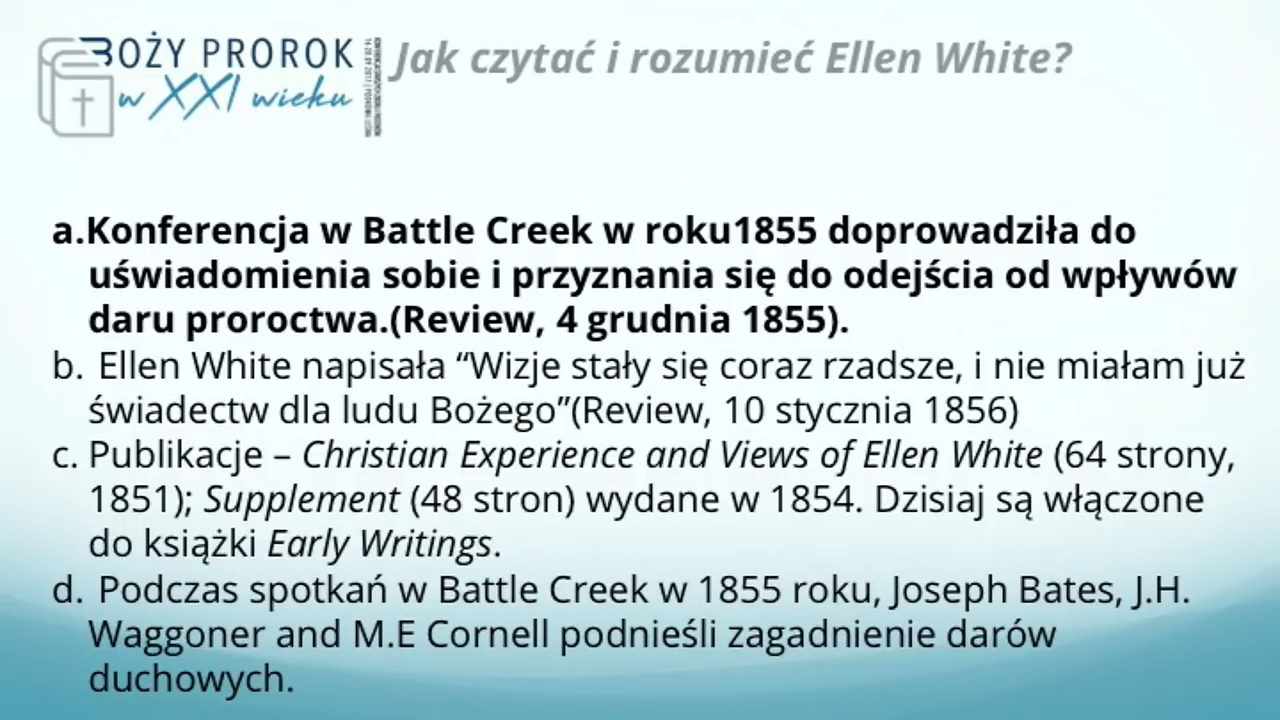 BOŻY PROROK
w XXI wieku
Jak czytać i rozumieć Ellen White?
a.Konferencja w Battle Creek w roku1855 doprowadziła do
uświadomienia sobie i przyznania się do odejścia od wpływów
daru proroctwa.(Review, 4 grudnia 1855).
b. Ellen White napisała “Wizje stały się coraz rzadsze, i nie miałam już
świadectw dla ludu Bożego”(Review, 10 stycznia 1856)
c. Publikacje – Christian Experience and Views of Ellen White (64 strony,
1851); Supplement (48 stron) wydane w 1854. Dzisiaj są włączone
do książki Early Writings.
d. Podczas spotkań w Battle Creek w 1855 roku, Joseph Bates, J.H.
Waggoner and M.E Cornell podnieśli zagadnienie darów
duchowych.